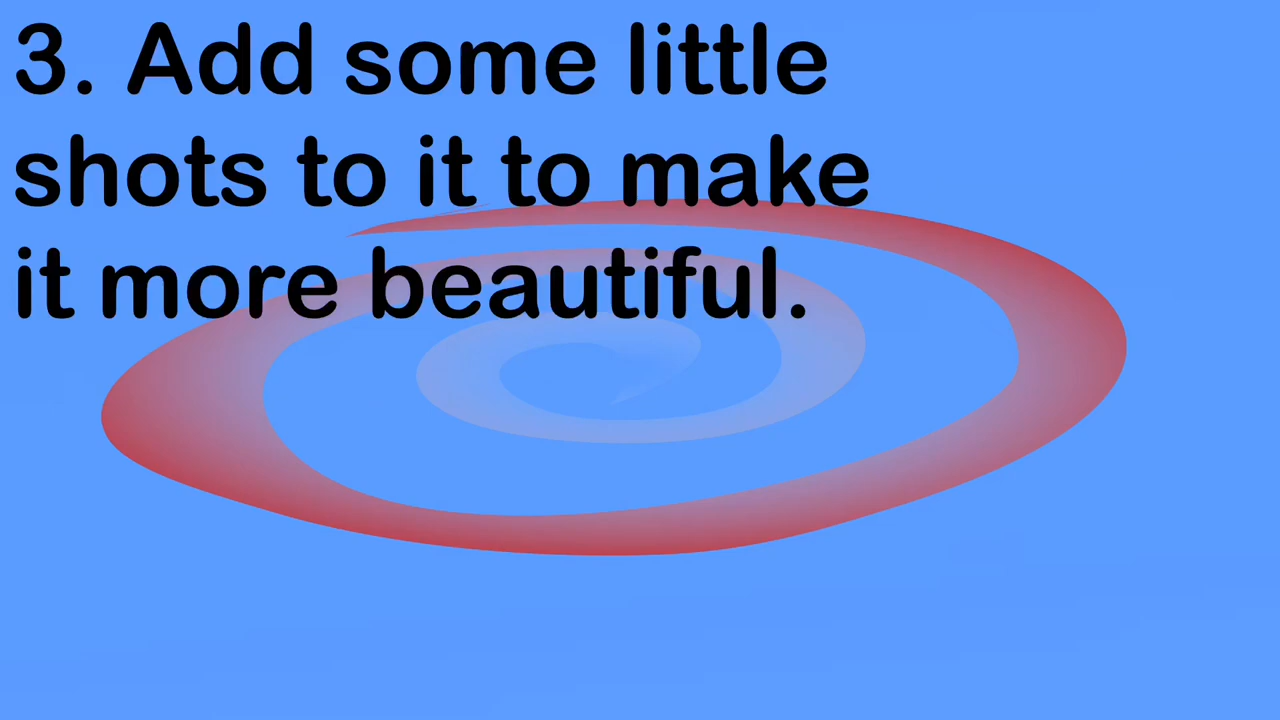 3. Add some little
shots to it to make
it more beautiful.